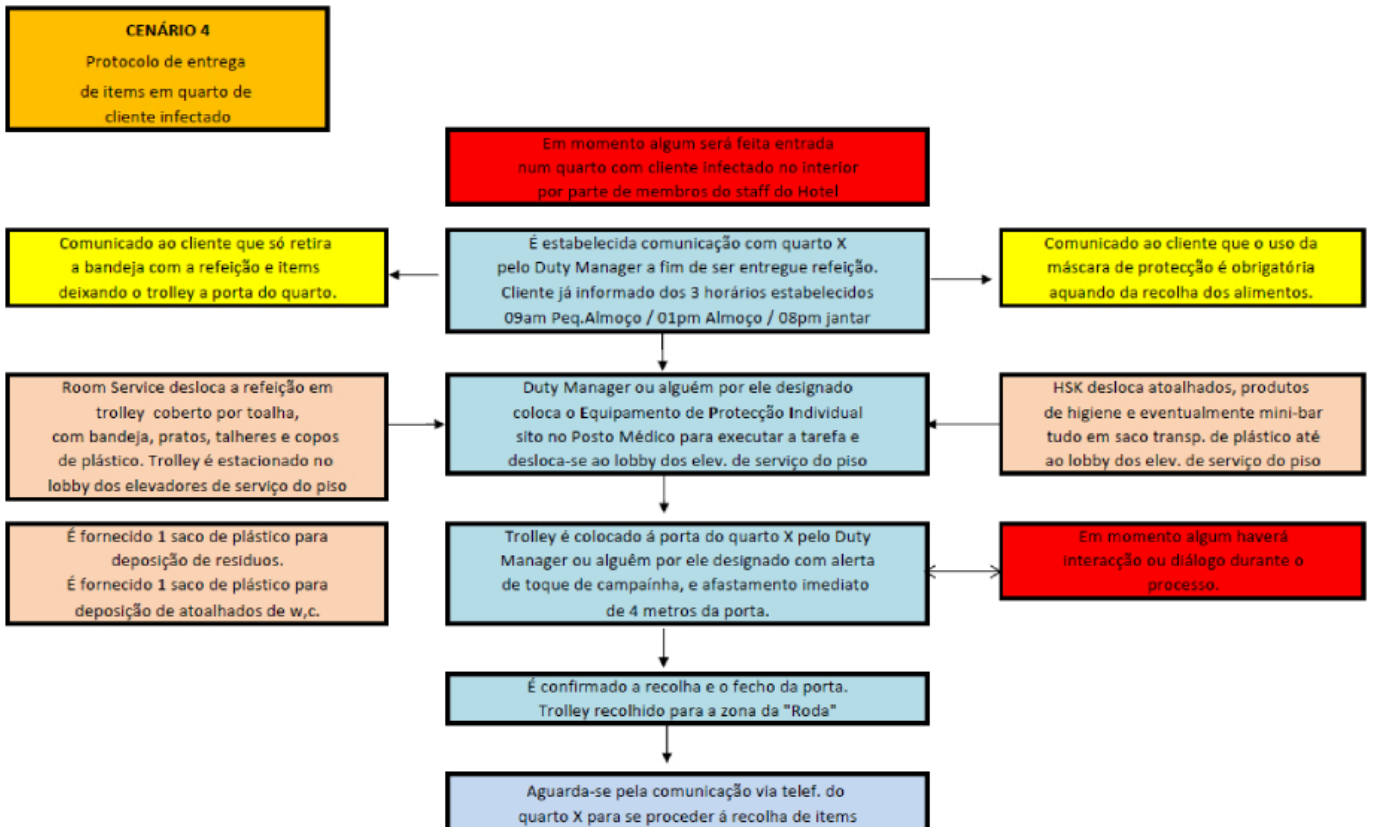 CENÁRIO 4
Protocolo de entrega
de items em quarto de
cliente infectado
Em momento algum será feita entrada
num quarto com cliente infectado no interior
por parte de membros do staff do Hotel
Comunicado ao cliente que só retira
a bandeja com a refeição e items
deixando o trolley a porta do quarto.
É estabelecida comunicação com quarto X
pelo Duty Manager a fim de ser entregue refeição.
Cliente já informado dos 3 horários estabelecidos
09am Peq.Almoço / 01pm Almoço / 08pm jantar
Comunicado ao cliente que o uso da
máscara de protecção é obrigatória
aquando da recolha dos alimentos.
Room Service desloca a refeição em
trolley coberto por toalha,
com bandeja, pratos, talheres e copos
de plástico. Trolley é estacionado no
lobby dos elevadores de serviço do piso
Duty Manager ou alguém por ele designado
coloca o Equipamento de Protecção Individual
sito no Posto Médico para executar a tarefa e
desloca-se ao lobby dos elev. de serviço do piso
HSK desloca atoalhados, produtos
de higiene e eventualmente mini-bar
tudo em saco transp. de plástico até
ao lobby dos elev. de serviço do piso
É fornecido 1 saco de plástico para
deposição de residuos.
É fornecido 1 saco de plástico para
deposição de atoalhados de w,c.
Trolley é colocado á porta do quarto X pelo Duty
Manager ou alguêm por ele designado com alerta
de toque de campaínha, e afastamento imediato
de 4 metros da porta.
Em momento algum haverá
interacção ou diálogo durante o
processo.
É confirmado a recolha e o fecho da porta.
Trolley recolhido para a zona da "Roda"
Aguarda-se pela comunicação via telef. do
quarto X para se proceder á recolha de items